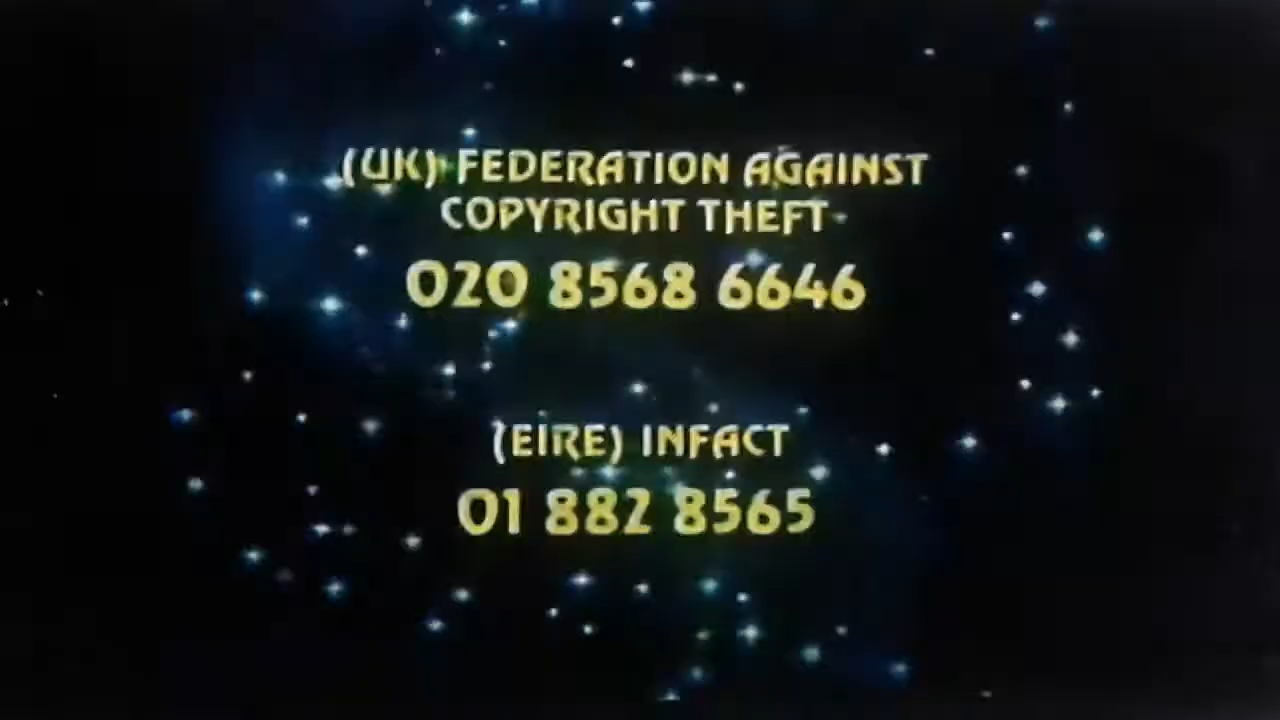 (UK) FEDERATION AGAINST
COPYRIGHT THEFT
020 8568 6646
(EIRE) INFACT
01 882 8565